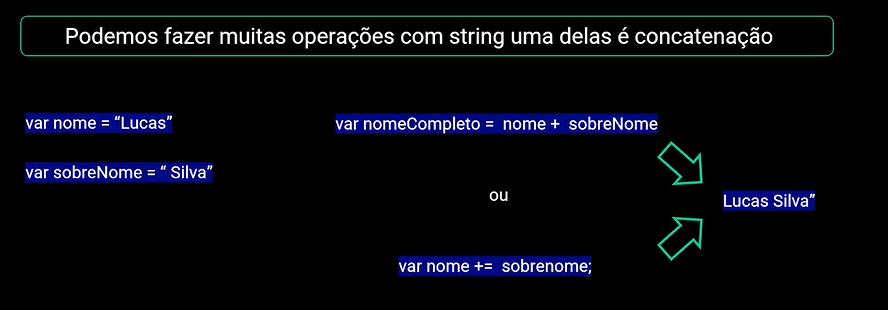 Podemos fazer muitas operações com string uma delas é concatenação
var nome = “Lucas”
var nomeCompleto =  nome +  sobreNome
var sobreNome = “ Silva”
ou
Lucas Silva”
var nome +=  sobrenome;